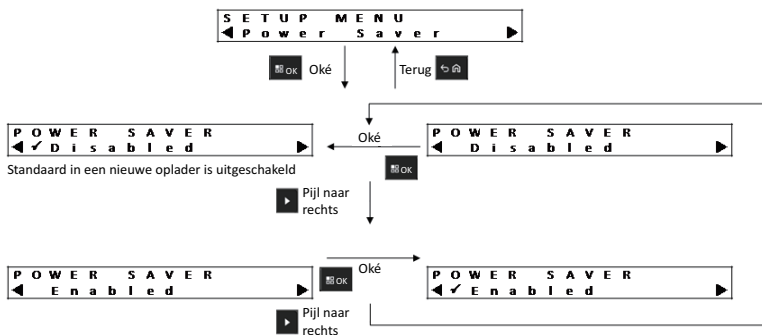 SETUP MENU
◀ Power Saver ▶
OK Oké
Terug
POWER SAVER
◀ ✓Disabled ▶
Oké
POWER SAVER
◀ Disabled ▶
Standaard in een nieuwe oplader is uitgeschakeld
OK
Pijl naar
rechts
POWER SAVER
◀ Enabled ▶
OK
Oké
POWER SAVER
◀ ✓Enabled ▶
Pijl naar
rechts